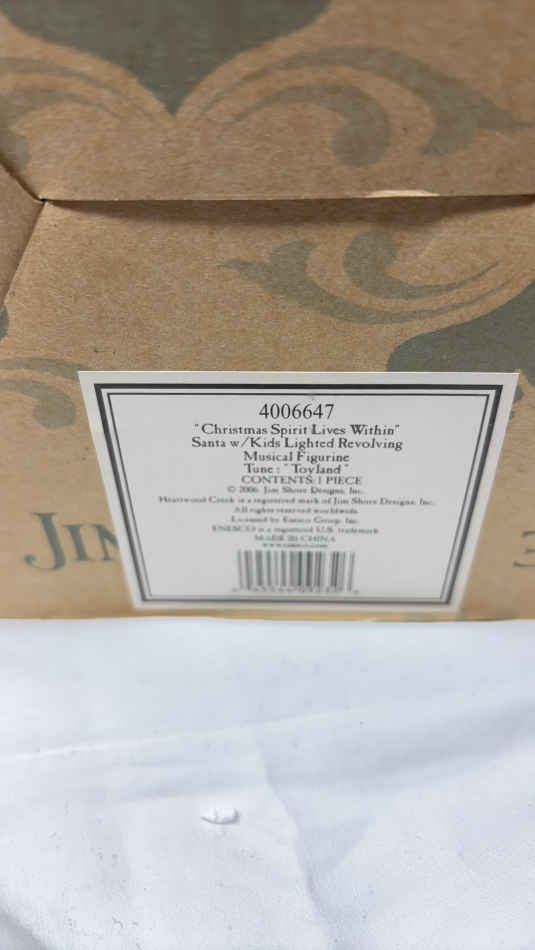 4006647
"Christmas Spirit Lives Within"
Santa w/Kids Lighted Revolving
Musical Figurine
Tune: "Toyland"
CONTENTS: 1 PIECE
© 2006 Jim Shore Designs, Inc.
Heartwood Creek is a registered mark of Jim Shore Designs, Inc.
All rights reserved worldwide
Licensed by Enesco Group, Inc.
ENESCO is a registered U.S. trademark
MADE IN CHINA
JIM